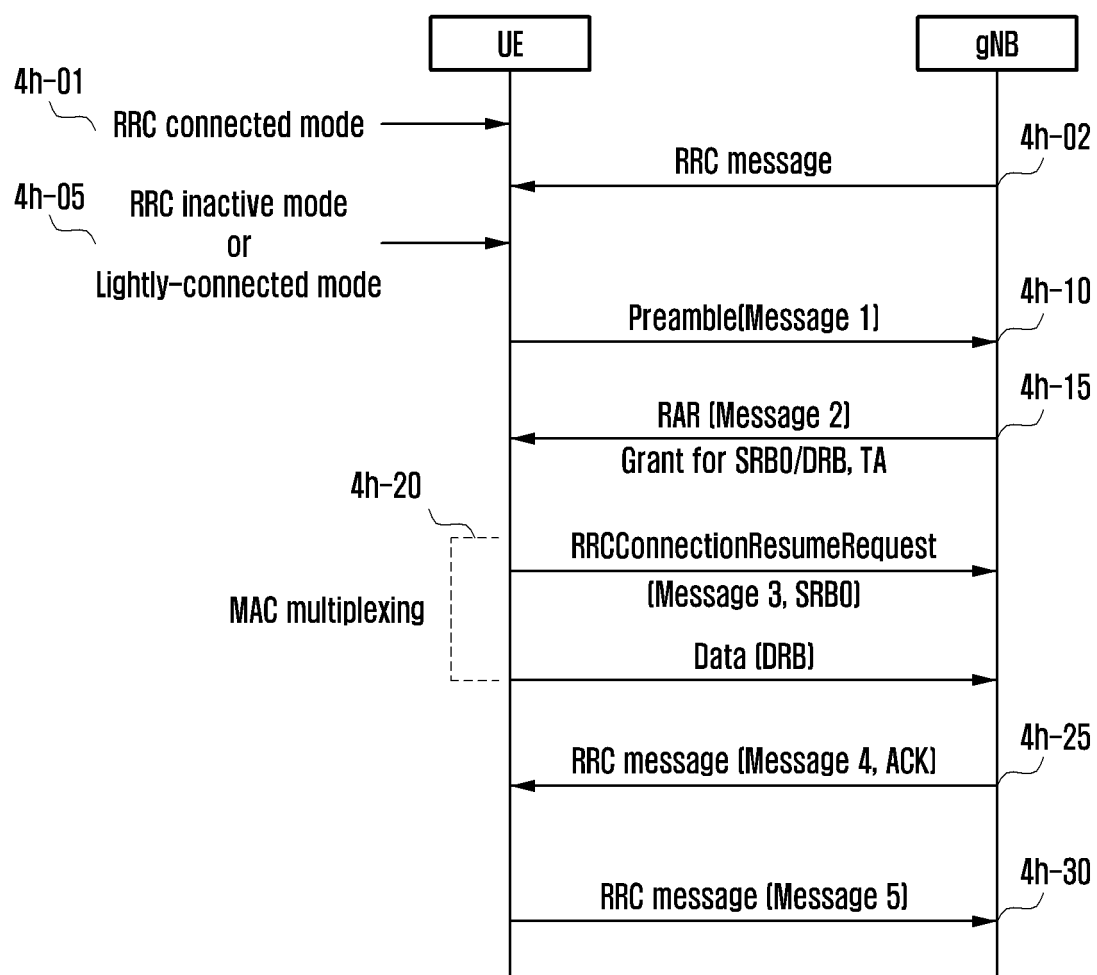 UE
gNB
4h-01
RRC connected mode
4h-02
RRC message
4h-05
RRC inactive mode
or
Lightly-connected mode
4h-10
Preamble(Message 1)
4h-15
RAR (Message 2)
Grant for SRB0/DRB, TA
4h-20
RRCConnectionResumeRequest
(Message 3, SRB0)
MAC multiplexing
Data (DRB)
4h-25
RRC message (Message 4, ACK)
4h-30
RRC message (Message 5)